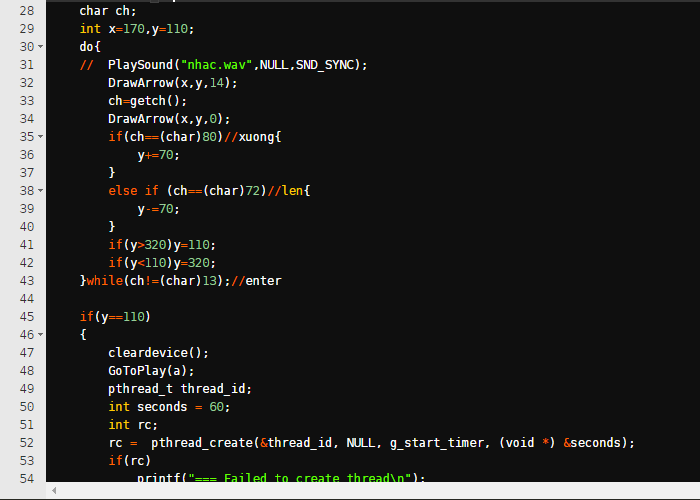 28 char ch;
29 int x=170,y=110;
30 do{
31 //  PlaySound("nhac.wav",NULL,SND_SYNC);
32 DrawArrow(x,y,14);
33 ch=getch();
34 DrawArrow(x,y,0);
35 if(ch==(char)80)//xuong{
36 y+=70;
37 }
38 else if (ch==(char)72)//len{
39 y-=70;
40 }
41 if(y>320)y=110;
42 if(y<110)y=320;
43 }while(ch!=(char)13);//enter
44
45 if(y==110)
46 {
47 cleardevice();
48 GoToPlay(a);
49 pthread_t thread_id;
50 int seconds = 60;
51 int rc;
52 rc =  pthread_create(&thread_id, NULL, g_start_timer, (void *) &seconds);
53 if(rc)
54 printf("=== Failed to create thread\n");